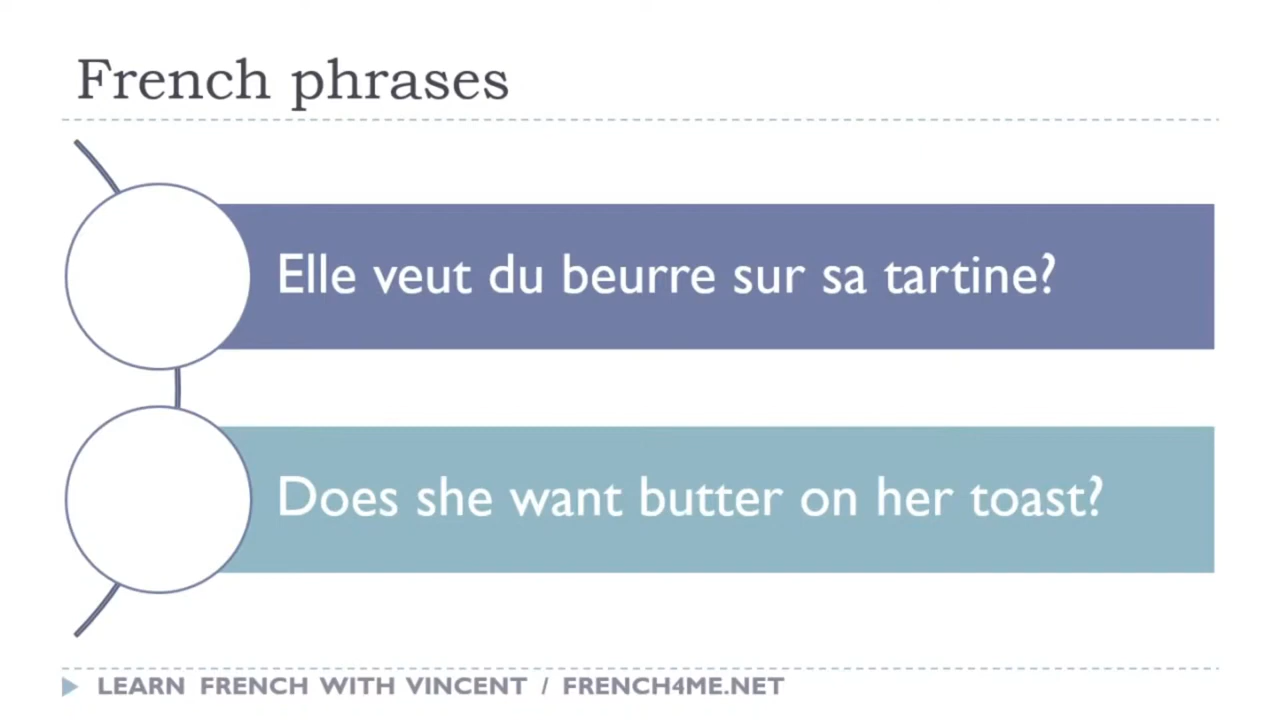 French phrases
Elle veut du beurre sur sa tartine?
Does she want butter on her toast?
LEARN FRENCH WITH VINCENT / FRENCH4ME.NET